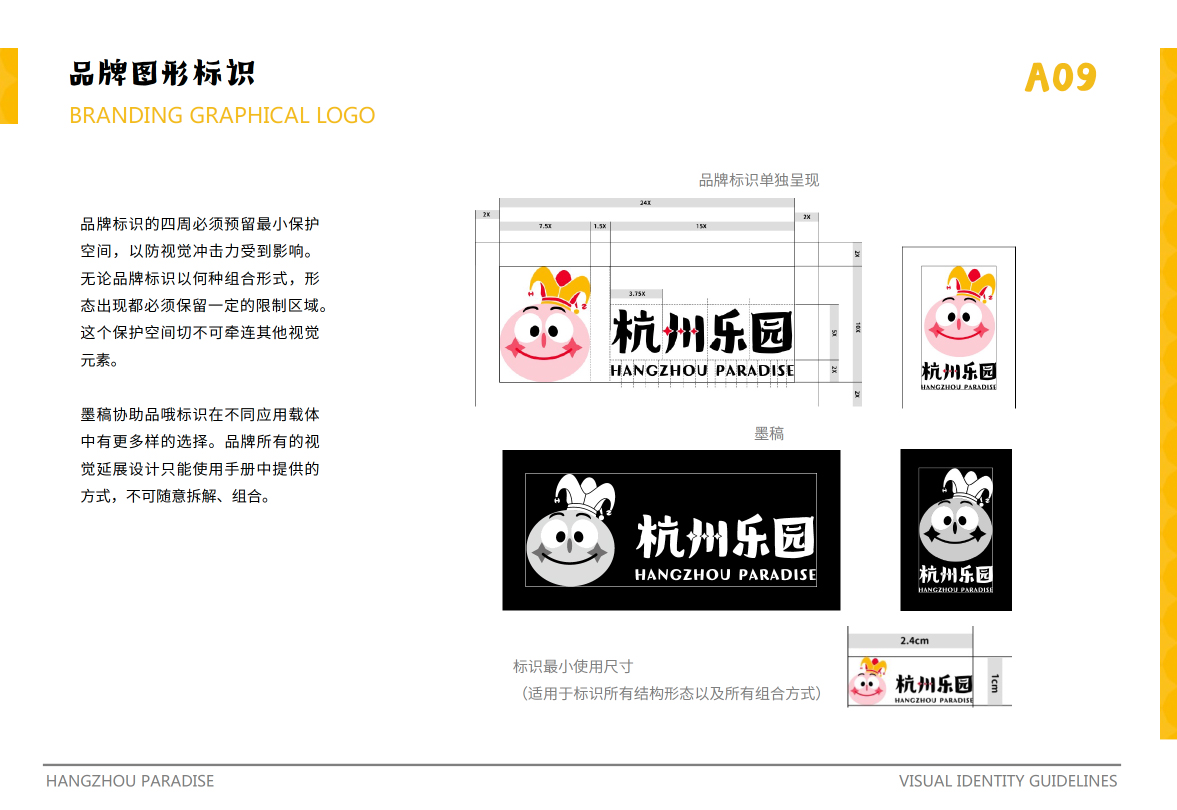 品牌图形标识
BRANDING GRAPHICAL LOGO
A09
品牌标识的四周必须预留最小保护
空间，以防视觉冲击力受到影响。
无论品牌标识以何种组合形式，形
态出现都必须保留一定的限制区域。
这个保护空间切不可牵连其他视觉
元素。
墨稿协助品哦标识在不同应用载体
中有更多样的选择。品牌所有的视
觉延展设计只能使用手册中提供的
方式，不可随意拆解、组合。
品牌标识单独呈现
24X
2X
2X
7.5X
1.5X
15X
2X
3.75X
5X
10X
2X
2X
杭州乐园
HANGZHOU PARADISE
杭州乐园
HANGZHOU PARADISE
墨稿
杭州乐园
HANGZHOU PARADISE
杭州乐园
HANGZHOU PARADISE
标识最小使用尺寸
（适用于标识所有结构形态以及所有组合方式）
2.4cm
1cm
杭州乐园
HANGZHOU PARADISE
HANGZHOU PARADISE
VISUAL IDENTITY GUIDELINES